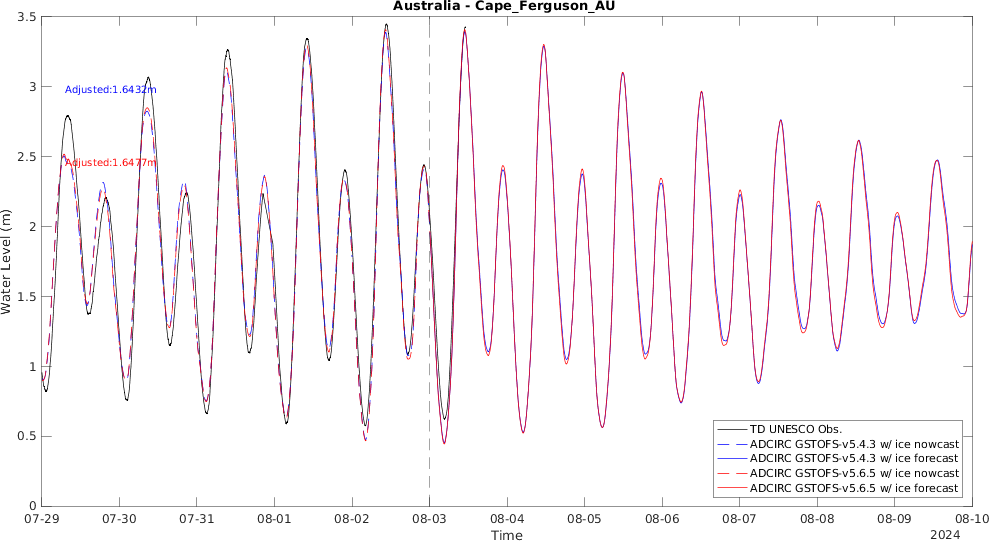 Australia - Cape_Ferguson_AU
3.5
3
2.5
2
1.5
1
0.5
0
Water Level (m)
Adjusted:1.6432m
Adjusted:1.6477m
TD UNESCO Obs.
ADCIRC GSTOFS-v5.4.3 w/ ice nowcast
ADCIRC GSTOFS-v5.4.3 w/ ice forecast
ADCIRC GSTOFS-v5.6.5 w/ ice nowcast
ADCIRC GSTOFS-v5.6.5 w/ ice forecast
07-29 07-30 07-31 08-01 08-02 08-03 08-04 08-05 08-06 08-07 08-08 08-09 08-10
Time
2024